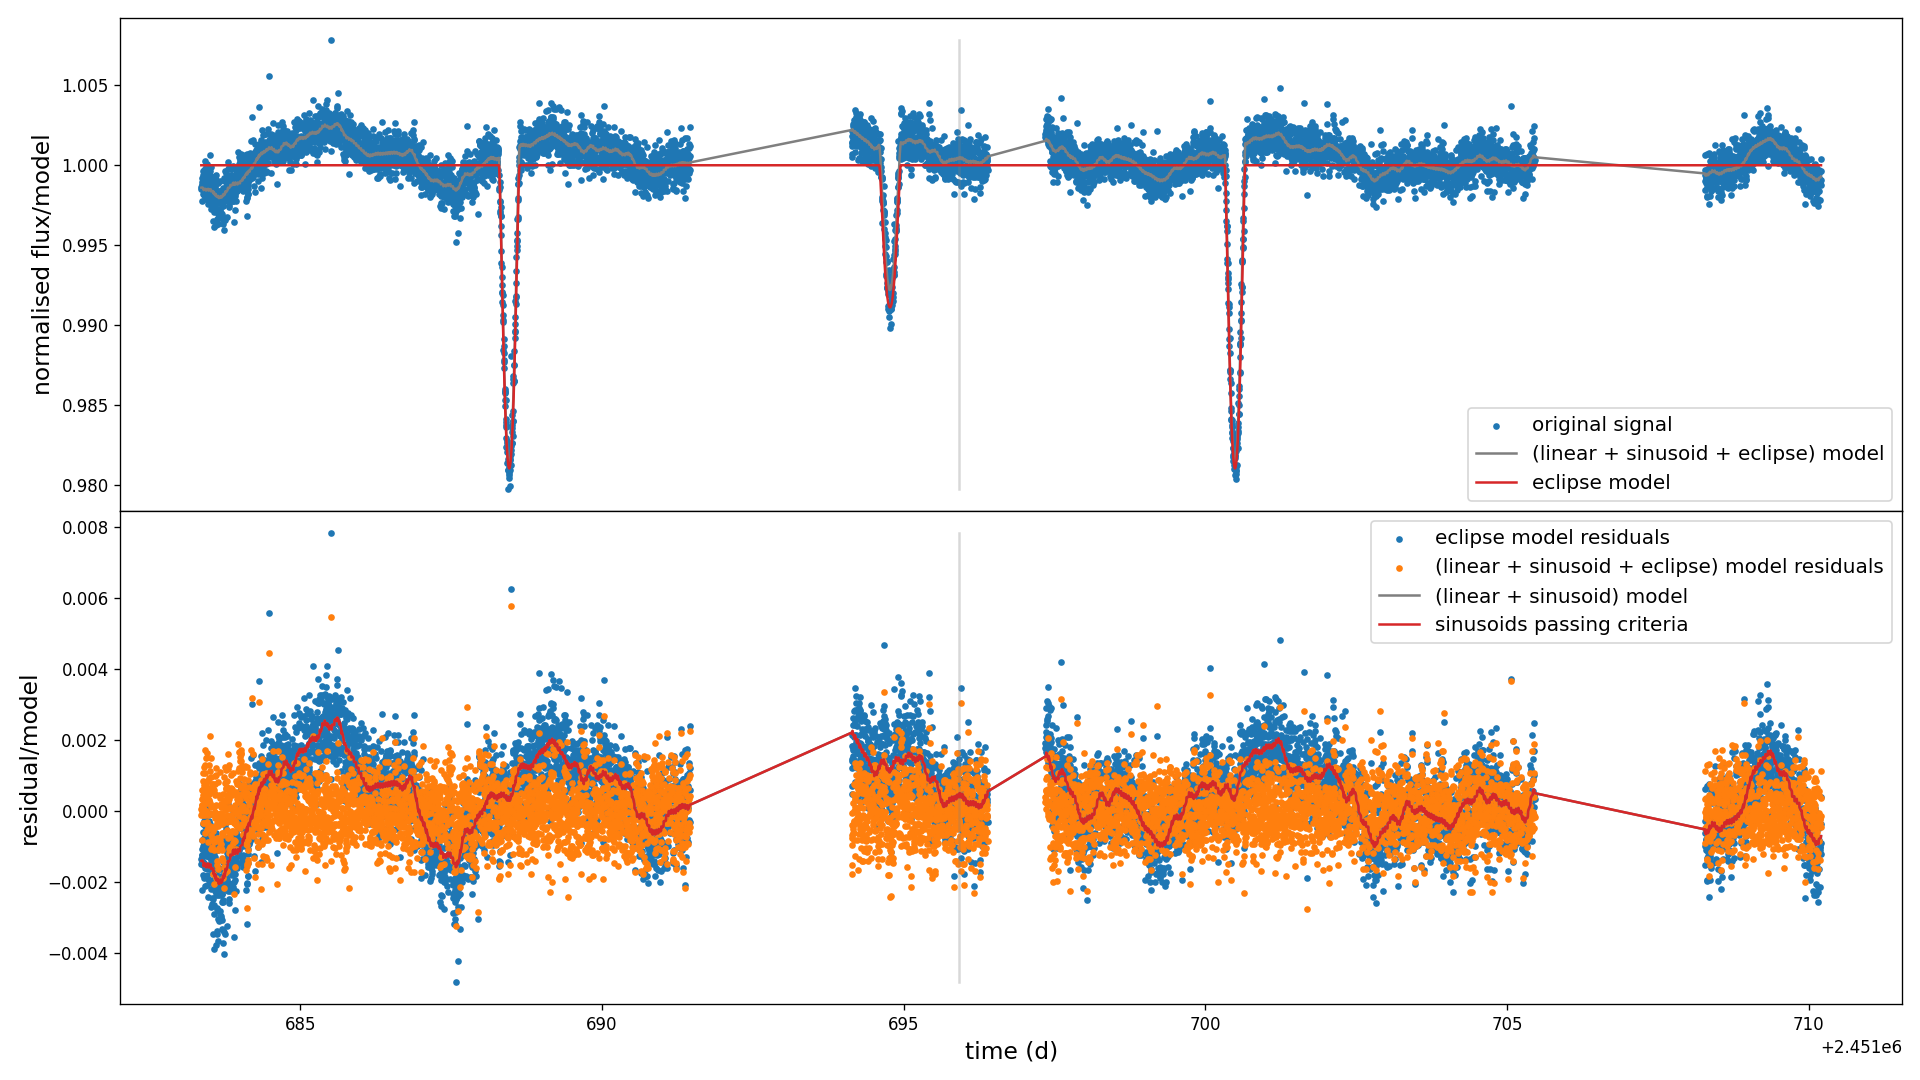 normalised flux/model
1.005
1.000
0.995
0.990
0.985
0.980
original signal
(linear + sinusoid + eclipse) model
eclipse model
residual/model
0.008
0.006
0.004
0.002
0.000
−0.002
−0.004
eclipse model residuals
(linear + sinusoid + eclipse) model residuals
(linear + sinusoid) model
sinusoids passing criteria
685
690
695
700
705
710
time (d)
+2.451e6